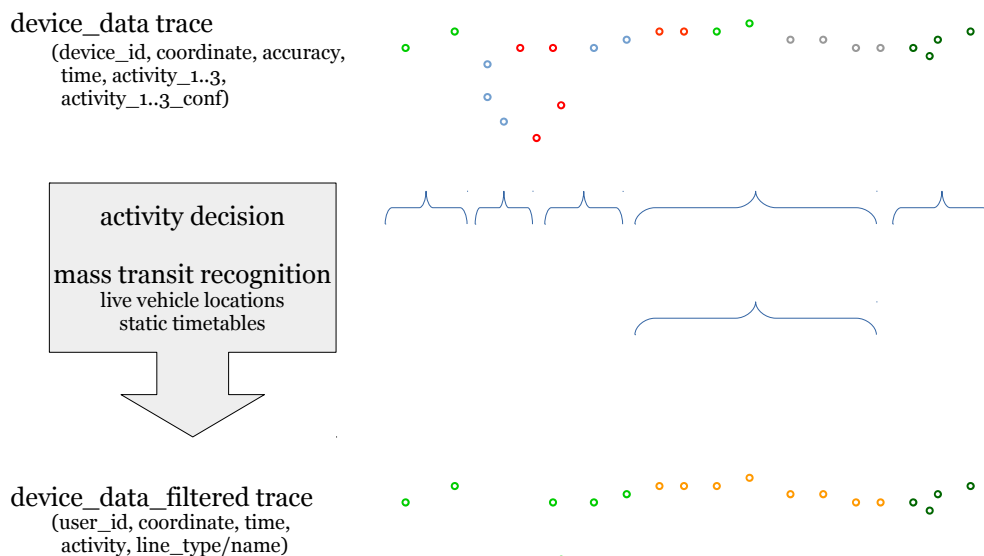 device_data trace
(device_id, coordinate, accuracy,
time, activity_1..3,
activity_1..3_conf)
activity decision
mass transit recognition
live vehicle locations
static timetables
device_data_filtered trace
(user_id, coordinate, time,
activity, line_type/name)